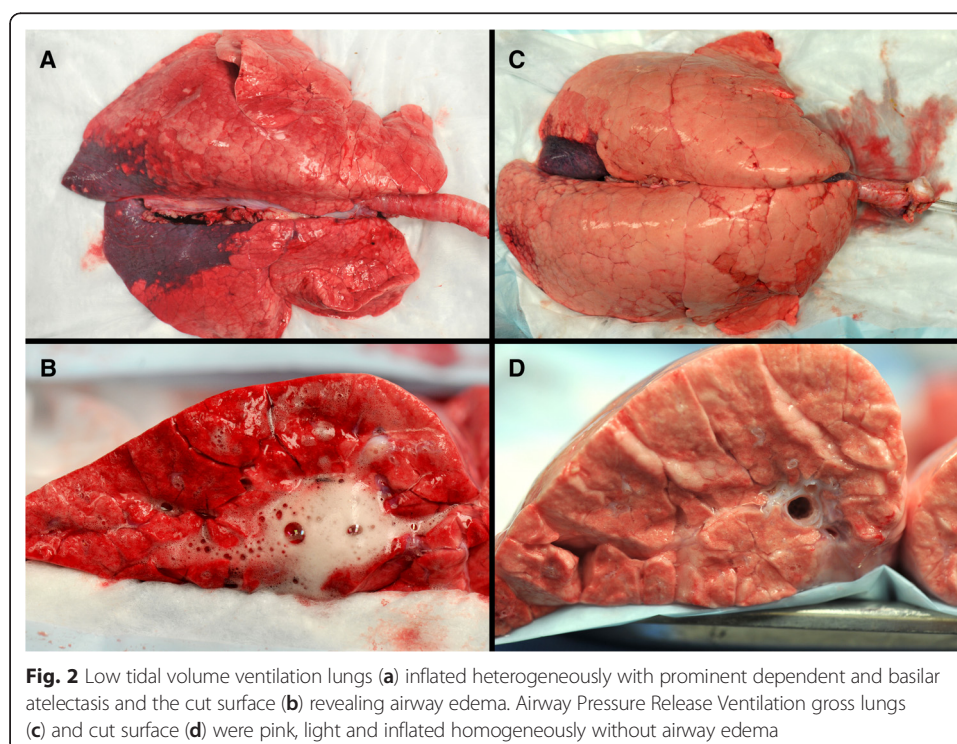 A
C
B
D
Fig. 2 Low tidal volume ventilation lungs (a) inflated heterogeneously with prominent dependent and basilar
atelectasis and the cut surface (b) revealing airway edema. Airway Pressure Release Ventilation gross lungs
(c) and cut surface (d) were pink, light and inflated homogeneously without airway edema